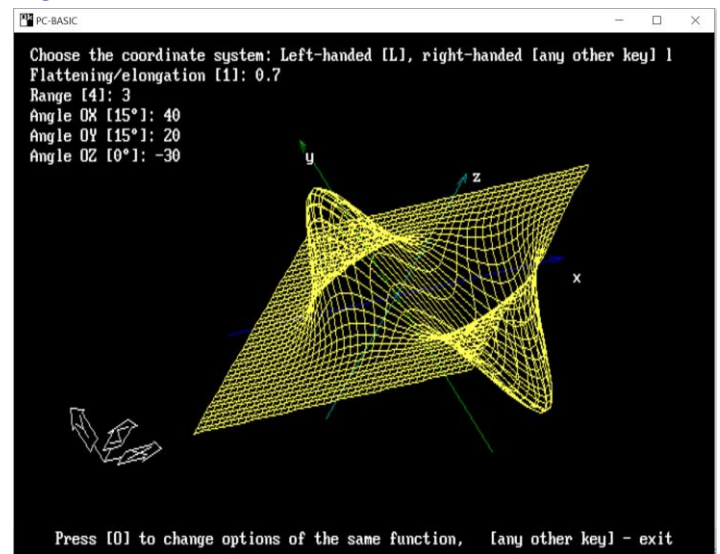 PC-BASIC
Choose the coordinate system: Left-handed [L], right-handed [any other key] l
Flattening/elongation [1]: 0.7
Range [4]: 3
Angle OX [15°]: 40
Angle OY [15°]: 20
Angle OZ [0°]: -30
y
z
x
Press [O] to change options of the same function, [any other key] - exit